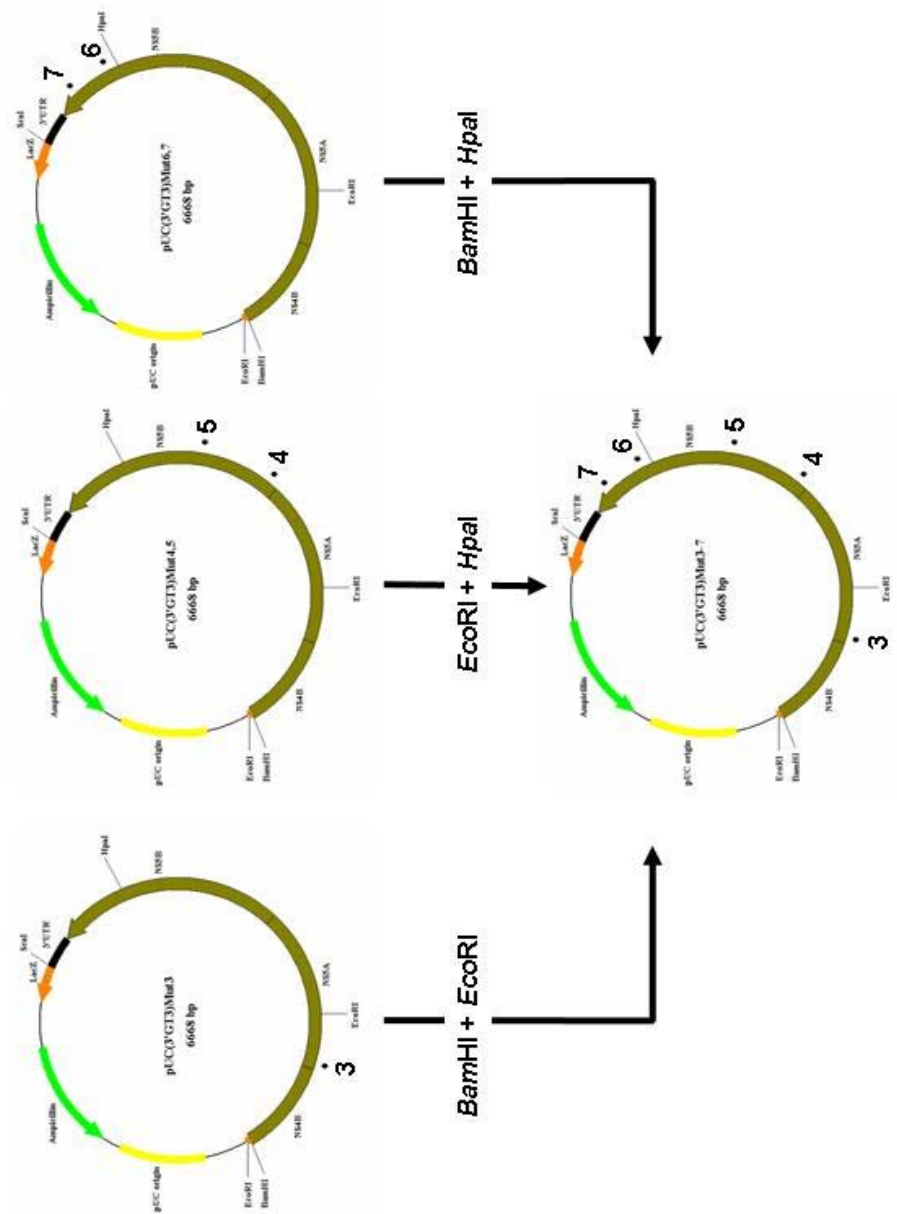 LacZ
ScaI
3'UTR
Ampicillin
HpaI
NS5B
pUC(3'GT3)Mut3
6668 bp
pUC origin
EcoRI
BamHI
NS4B
NS5A
EcoRI
3
LacZ
ScaI
3'UTR
Ampicillin
HpaI
NS5B
5
4
pUC(3'GT3)Mut4,5
6668 bp
pUC origin
EcoRI
BamHI
NS4B
NS5A
EcoRI
LacZ
ScaI
3'UTR
7
6
Ampicillin
HpaI
NS5B
pUC(3'GT3)Mut6,7
6668 bp
pUC origin
EcoRI
BamHI
NS4B
NS5A
EcoRI
BamHI + EcoRI
EcoRI + HpaI
BamHI + HpaI
LacZ
ScaI
3'UTR
7
6
Ampicillin
HpaI
NS5B
5
4
pUC(3'GT3)Mut3-7
6668 bp
pUC origin
EcoRI
BamHI
NS4B
NS5A
EcoRI
3